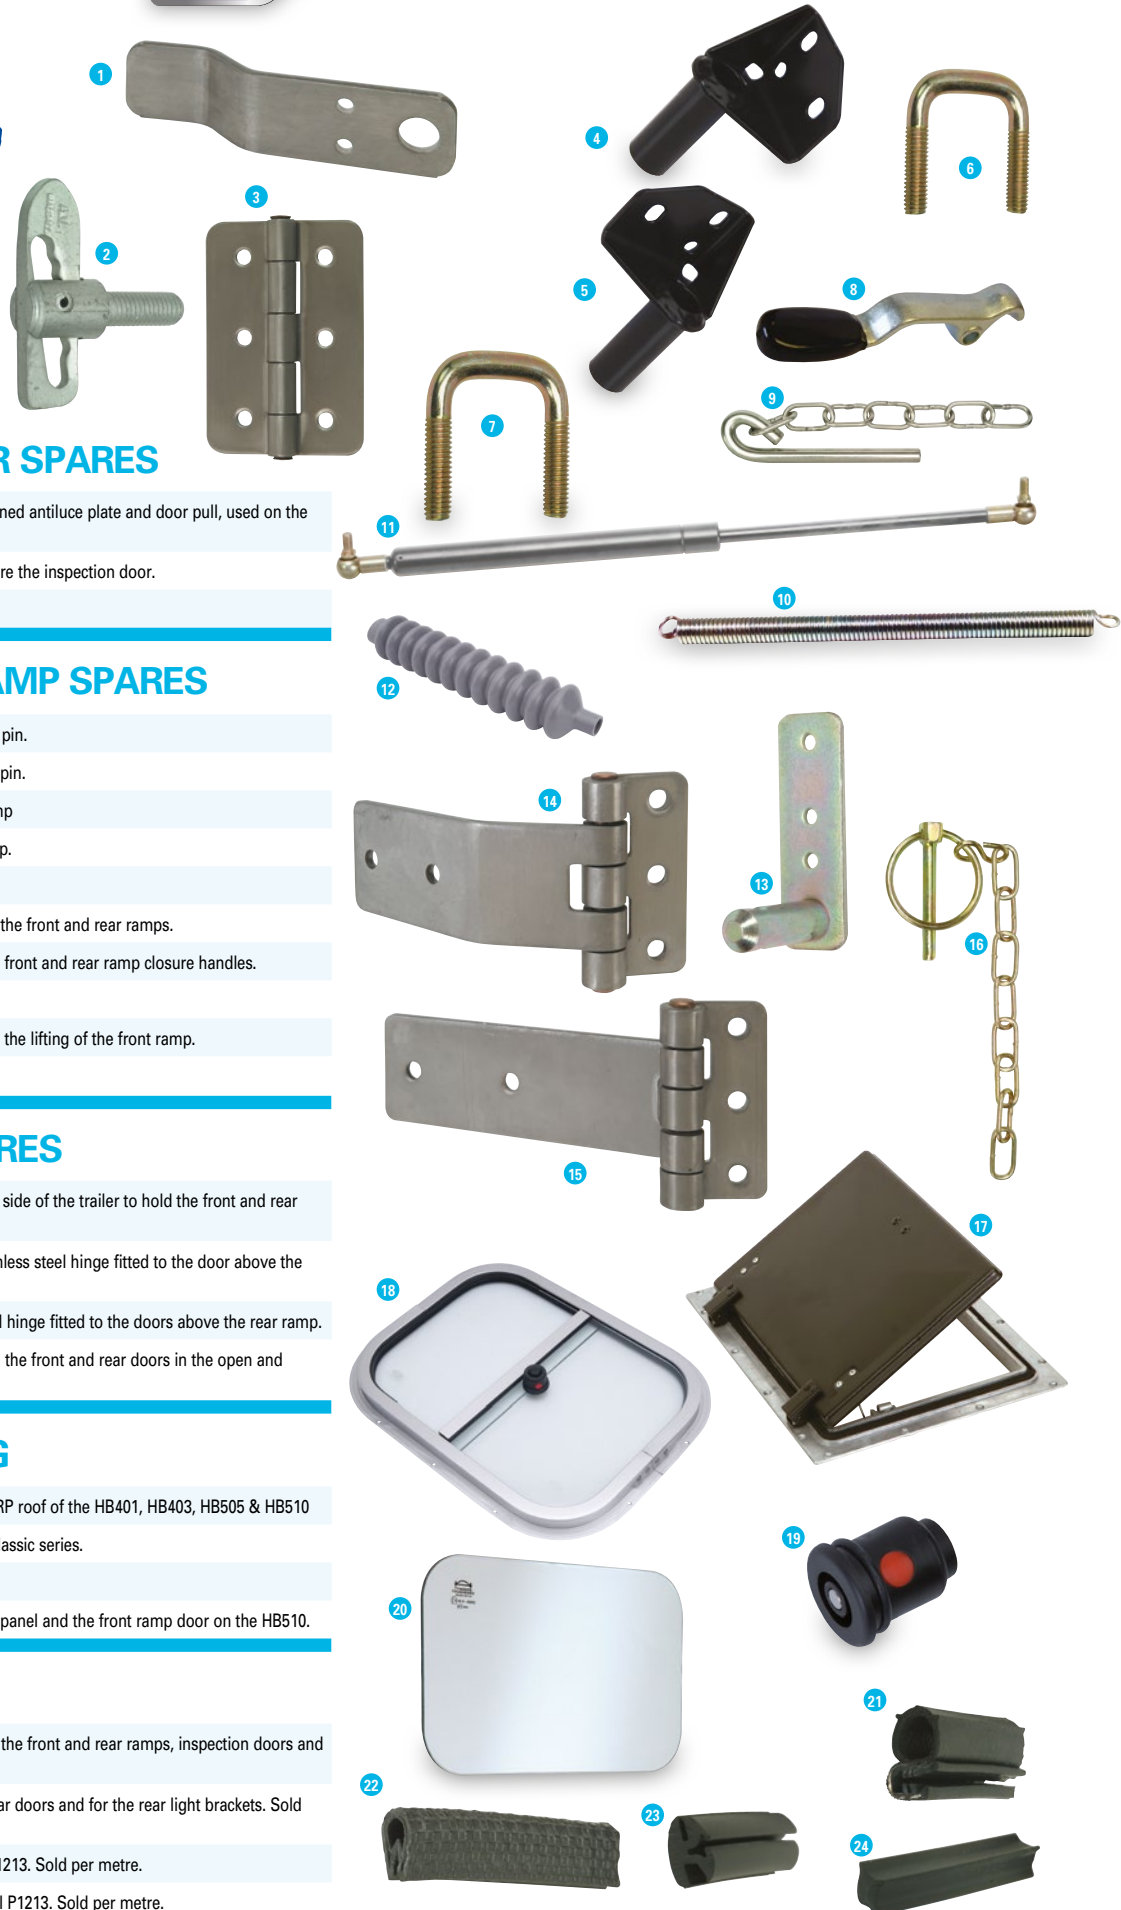 1
4
6
3
2
5
8
9
7
R SPARES
ned antiluce plate and door pull, used on the
11
re the inspection door.
10
AMP SPARES
12
pin.
pin.
np
14
p.
13
the front and rear ramps.
16
front and rear ramp closure handles.
the lifting of the front ramp.
RES
15
side of the trailer to hold the front and rear
17
nless steel hinge fitted to the door above the
18
l hinge fitted to the doors above the rear ramp.
the front and rear doors in the open and
G
RP roof of the HB401, HB403, HB505 & HB510
19
lassic series.
20
panel and the front ramp door on the HB510.
21
the front and rear ramps, inspection doors and
22
ar doors and for the rear light brackets. Sold
23
24
1213. Sold per metre.
l P1213. Sold per metre.